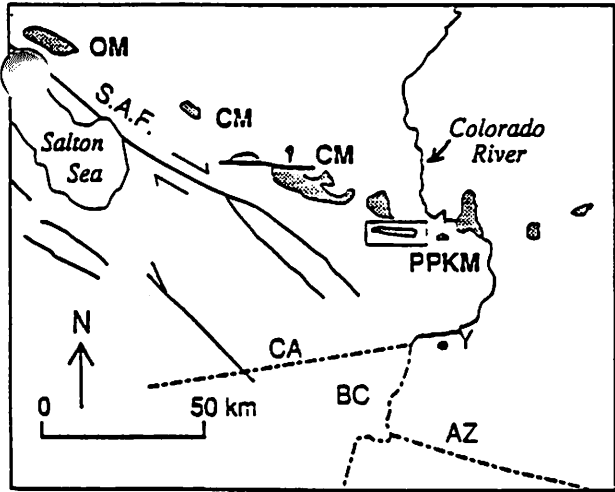 OM
S.A.F.
CM
Colorado
River
Salton
Sea
CM
PPKM
N
CA
Y
0 50 km
BC
AZ